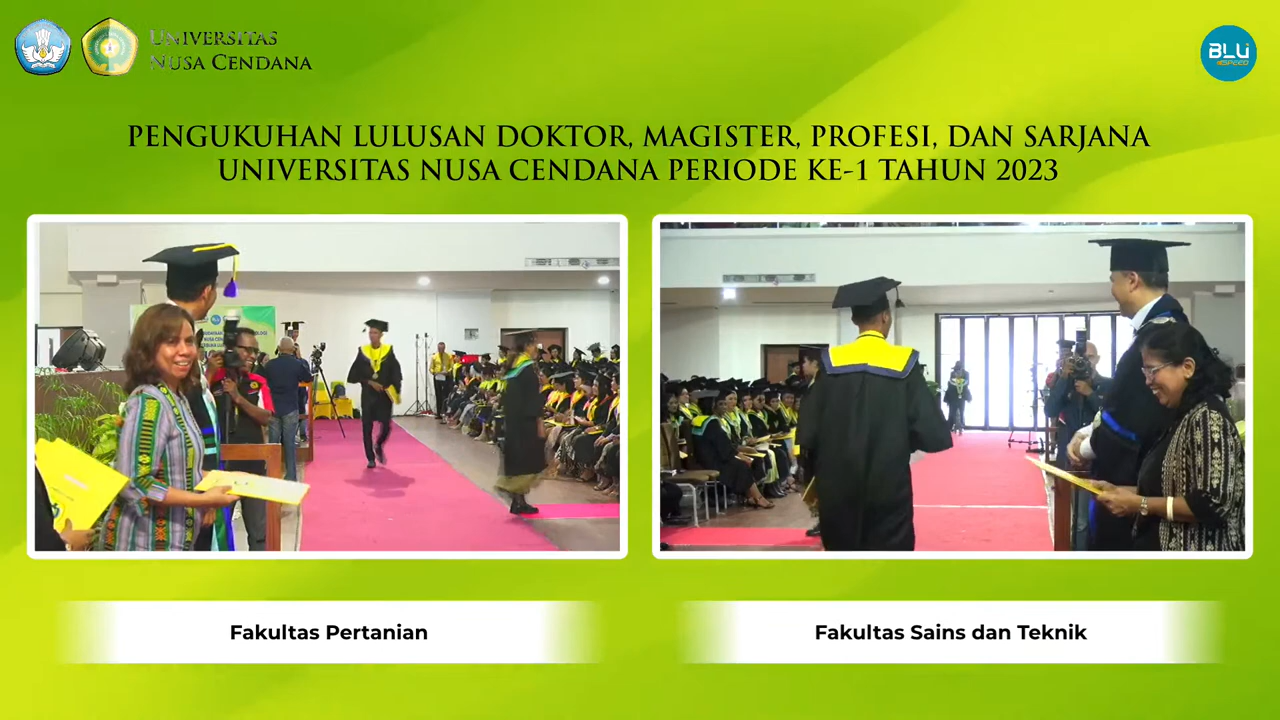 UNIVERSITAS
NUSA CENDANA
BLU
SPEED
PENGUKUHAN LULUSAN DOKTOR, MAGISTER, PROFESI, DAN SARJANA
UNIVERSITAS NUSA CENDANA PERIODE KE-1 TAHUN 2023
Fakultas Pertanian
Fakultas Sains dan Teknik